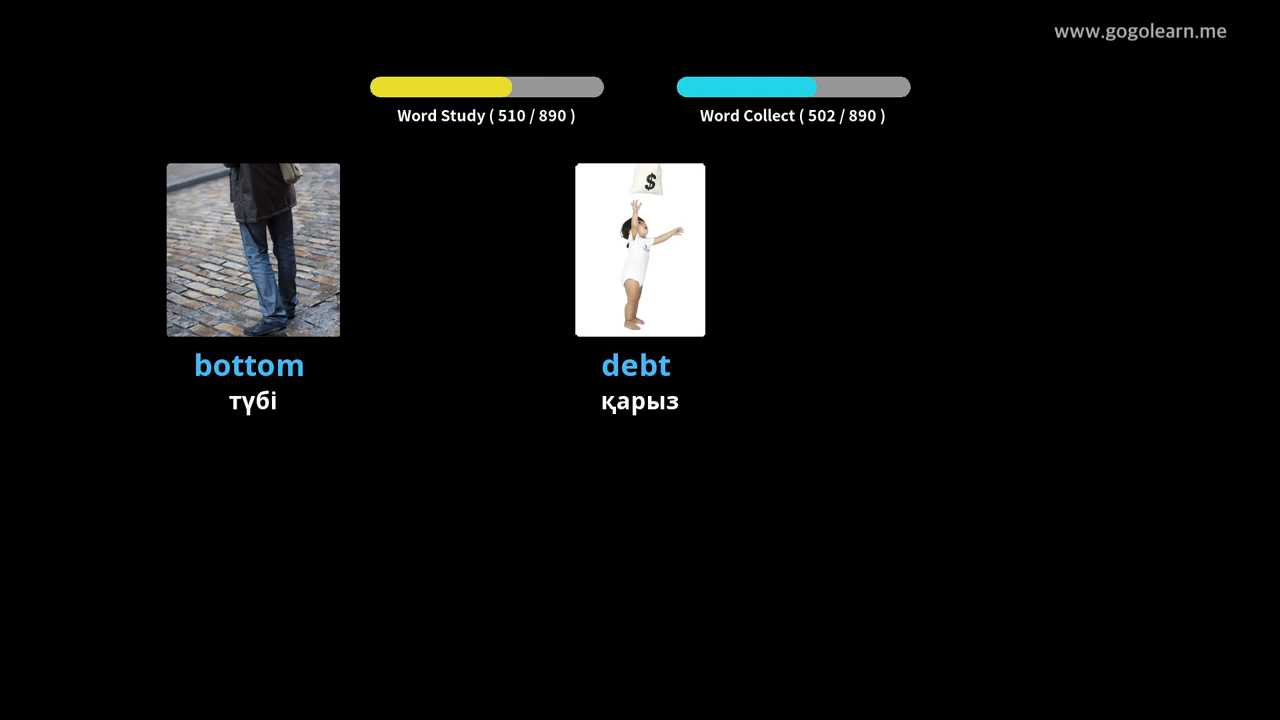 www.gogolearn.me
Word Study ( 510 / 890 )
Word Collect ( 502 / 890 )
$
bottom
түбі
debt
қарыз